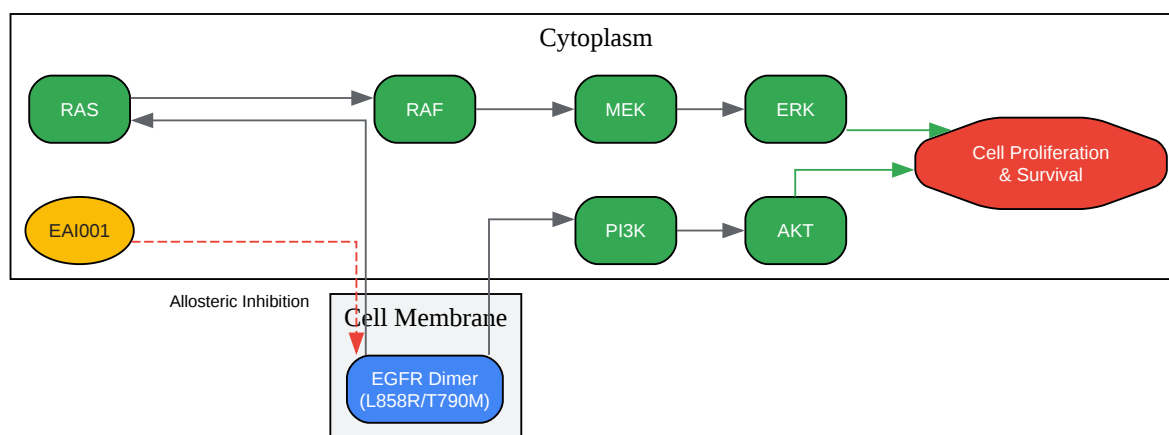 Cytoplasm
RAS
RAF
MEK
ERK
Cell Proliferation
& Survival
EAI001
PI3K
AKT
Allosteric Inhibition
Cell Membrane
EGFR Dimer
(L858R/T790M)